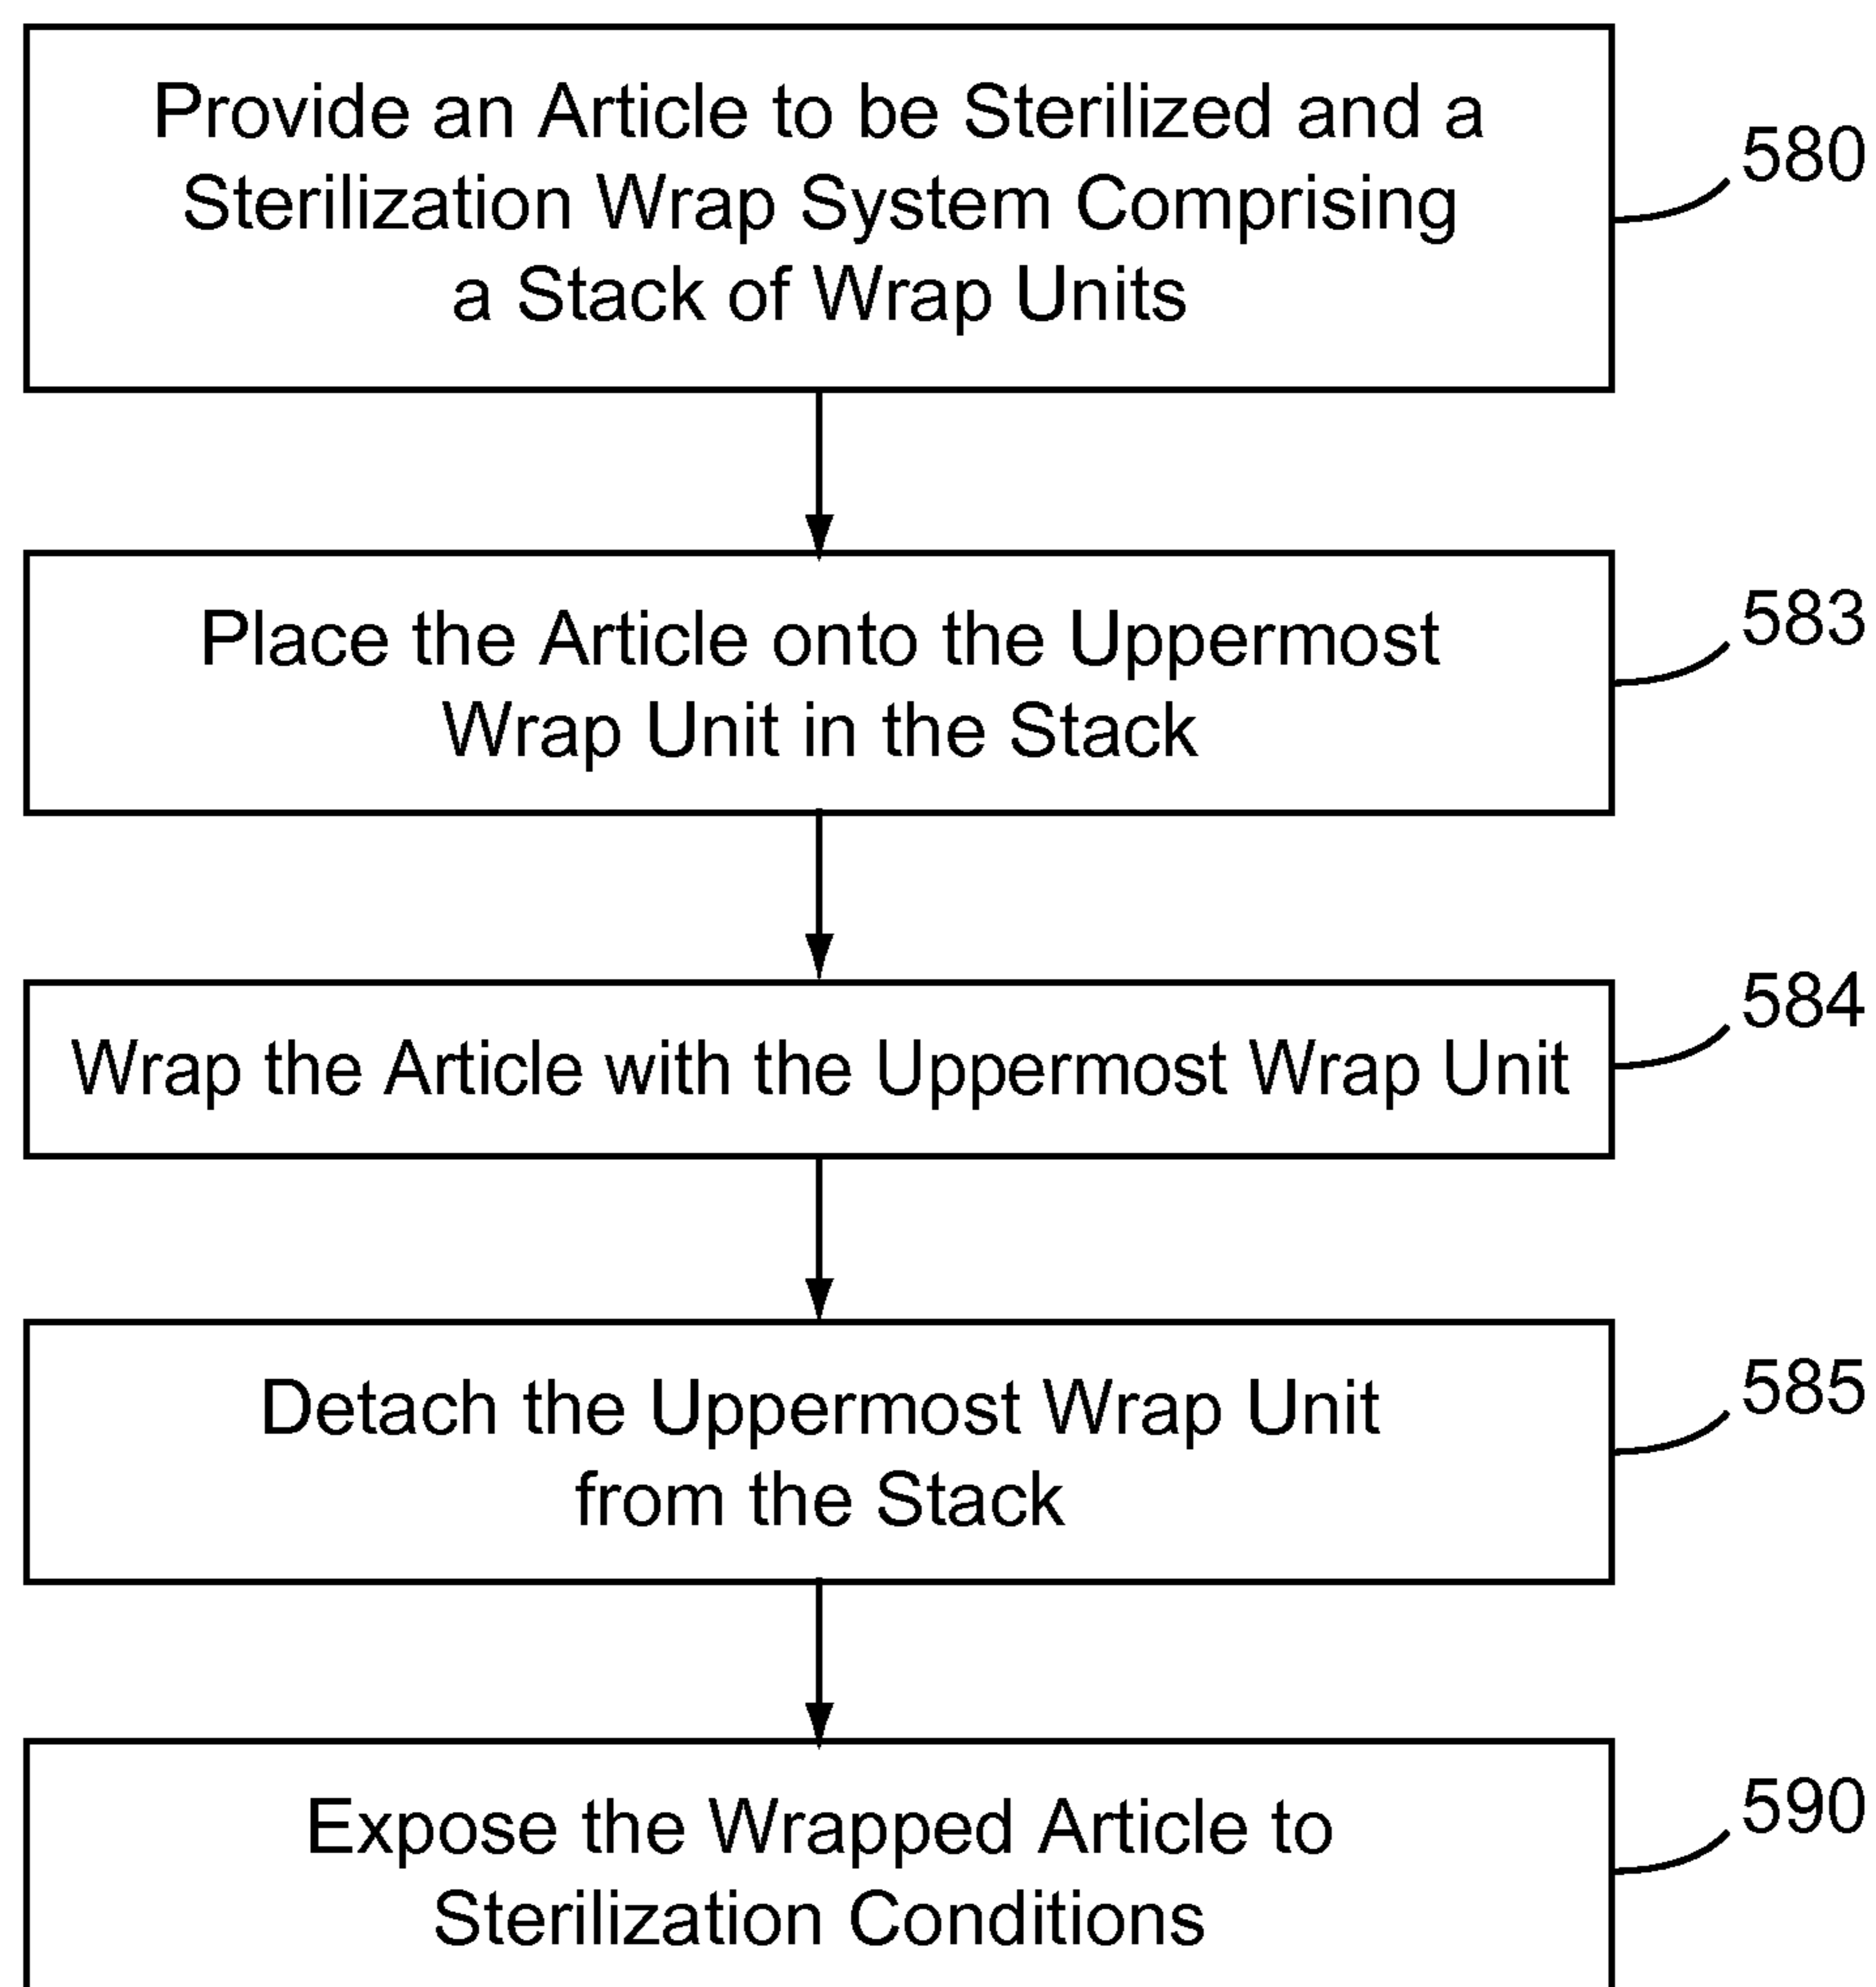 Provide an Article to be Sterilized and a
Sterilization Wrap System Comprising
a Stack of Wrap Units
580
Place the Article onto the Uppermost
Wrap Unit in the Stack
583
Wrap the Article with the Uppermost Wrap Unit
584
Detach the Uppermost Wrap Unit
from the Stack
585
Expose the Wrapped Article to
Sterilization Conditions
590